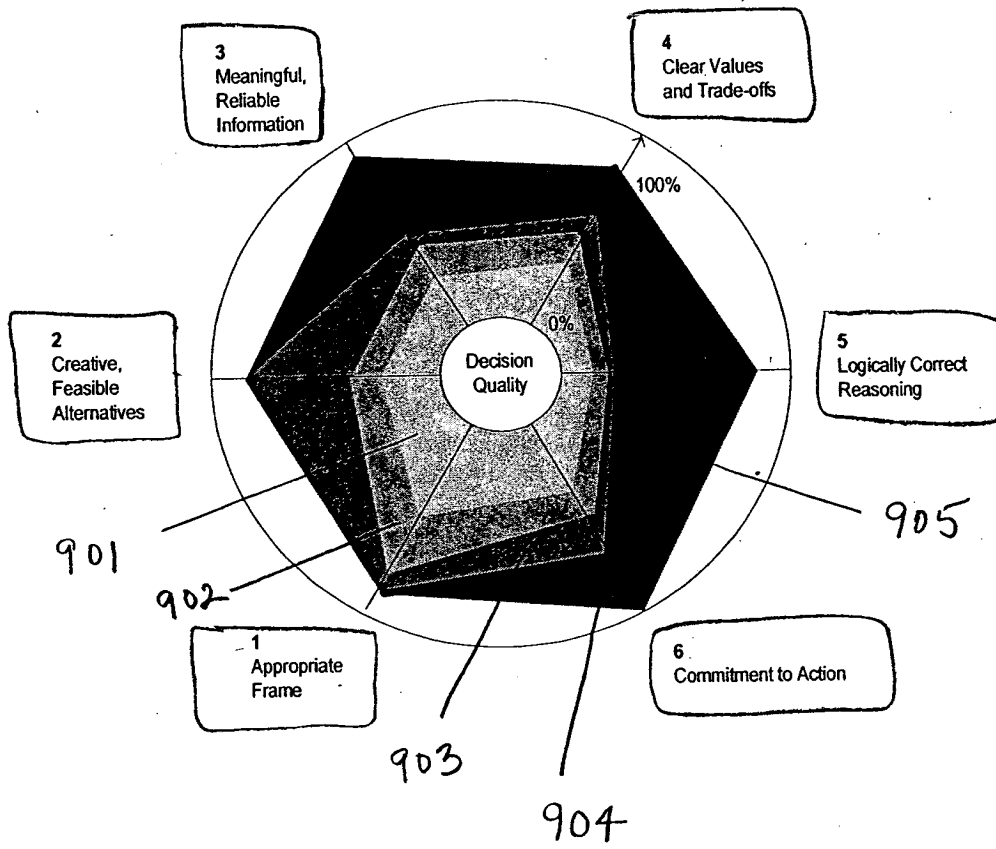 3
Meaningful,
Reliable
Information
4
Clear Values
and Trade-offs
100%
2
Creative,
Feasible
Alternatives
0%
Decision
Quality
5
Logically Correct
Reasoning
901
902
905
1
Appropriate
Frame
6
Commitment to Action
903
904